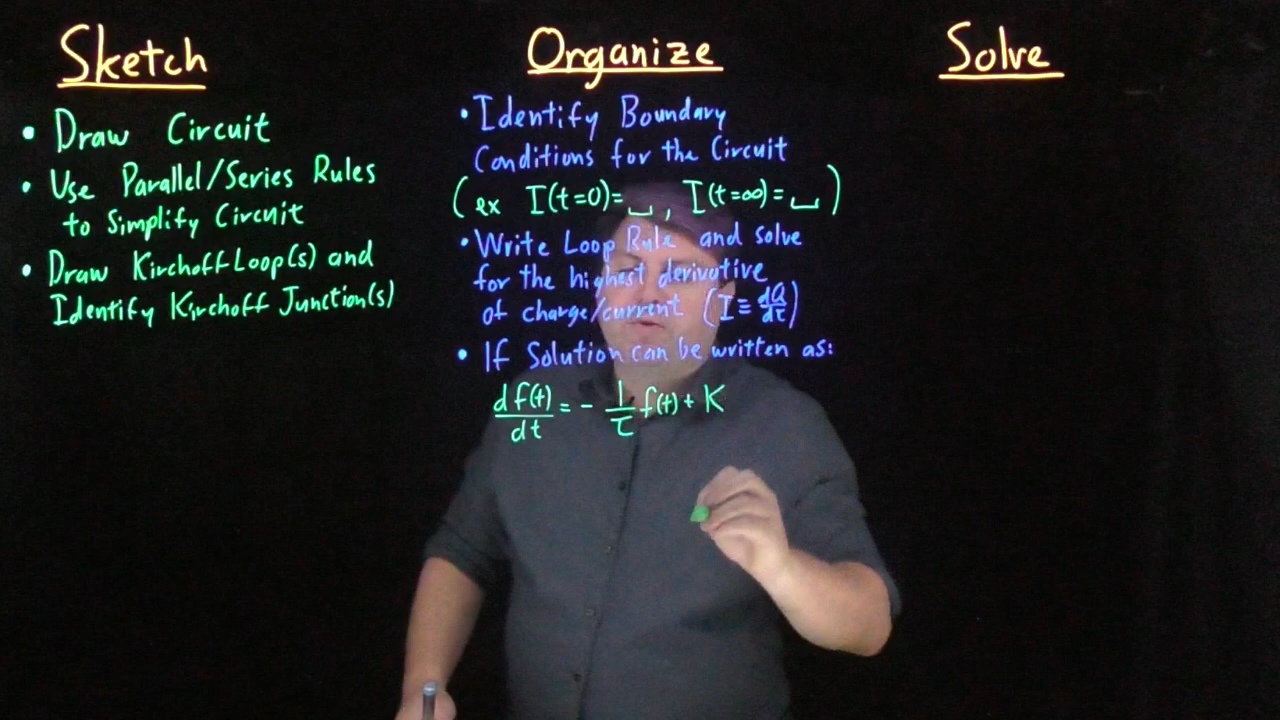 Sketch
• Draw Circuit
• Use Parallel/Series Rules
to Simplify Circuit
• Draw Kirchoff Loop(s) and
Identify Kirchoff Junction(s)
Organize
• Identify Boundary
Conditions for the Circuit
(ex I(t=0)=␣, I(t=∞)=␣)
• Write Loop Rule and solve
for the highest derivative
of charge/current (I≡dQ/dt)
• If Solution can be written as:
df(t)/dt = - 1/τ f(t) + K
Solve